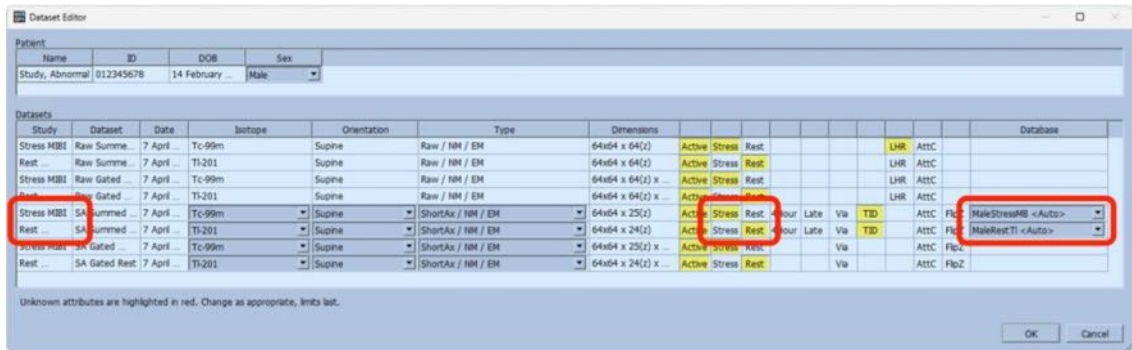 Dataset Editor
Patient
Name ID DOB Sex
Study, Abnormal 012345678 14 February ... Male
Datasets
Study Dataset Date Isotope Orientation Type Dimensions Database
Stress MIBI Raw Summe... 7 April ... Tc-99m Supine Raw / NM / EM 64x64 x 64(z) Active Stress Rest LHR AttC
Rest ... Raw Summe... 7 April ... Tl-201 Supine Raw / NM / EM 64x64 x 64(z) Active Stress Rest LHR AttC
Stress MIBI Raw Gated ... 7 April ... Tc-99m Supine Raw / NM / EM 64x64 x 64(z) x ... Active Stress Rest LHR AttC
Rest ... Raw Gated ... 7 April ... Tl-201 Supine Raw / NM / EM 64x64 x 64(z) x ... Active Stress Rest LHR AttC
Stress MIBI SA Summed ... 7 April ... Tc-99m Supine ShortAx / NM / EM 64x64 x 25(z) Active Stress Rest 4Hour Late Via TID AttC FlipZ MaleStressMB <Auto>
Rest ... SA Summed ... 7 April ... Tl-201 Supine ShortAx / NM / EM 64x64 x 24(z) Active Stress Rest 4Hour Late Via TID AttC FlipZ MaleRestTl <Auto>
Stress MIBI SA Gated ... 7 April ... Tc-99m Supine ShortAx / NM / EM 64x64 x 25(z) x ... Active Stress Rest Via AttC FlipZ
Rest ... SA Gated Rest 7 April ... Tl-201 Supine ShortAx / NM / EM 64x64 x 24(z) x ... Active Stress Rest Via AttC FlipZ
Unknown attributes are highlighted in red. Change as appropriate, limits last.
OK Cancel